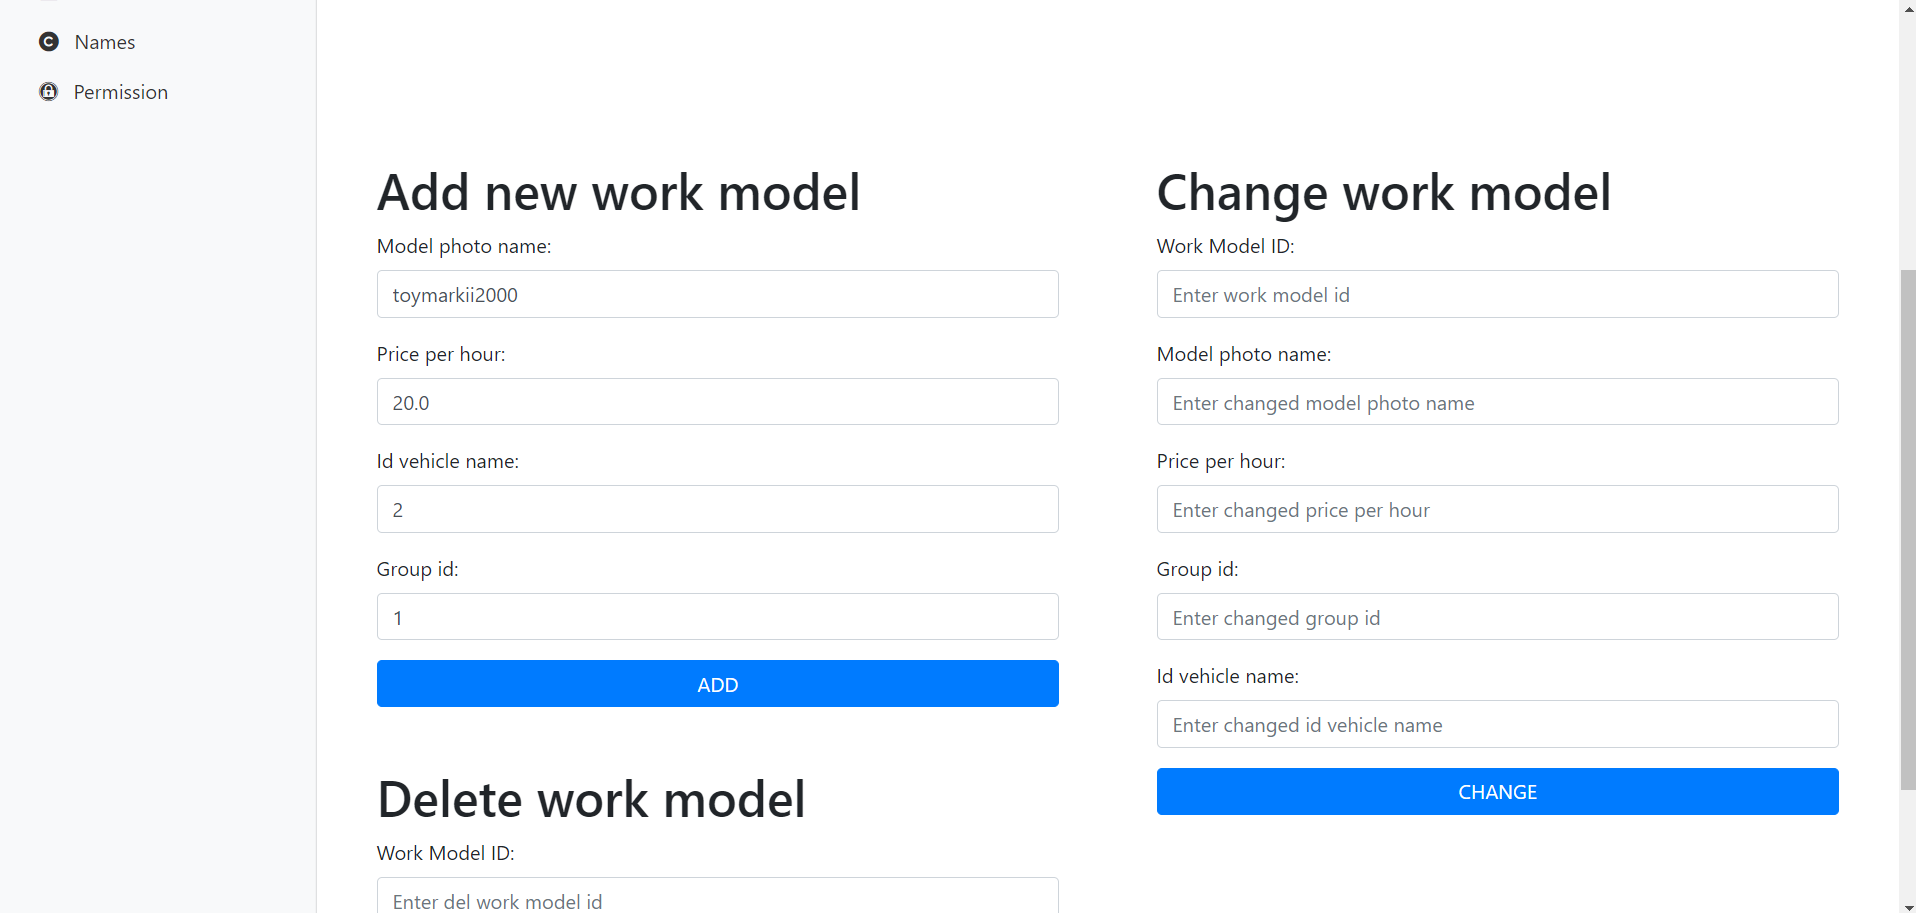 Names
Permission
Add new work model
Model photo name:
toymarkii2000
Price per hour:
20.0
Id vehicle name:
2
Group id:
1
ADD
Delete work model
Work Model ID:
Enter del work model id
Change work model
Work Model ID:
Enter work model id
Model photo name:
Enter changed model photo name
Price per hour:
Enter changed price per hour
Group id:
Enter changed group id
Id vehicle name:
Enter changed id vehicle name
CHANGE